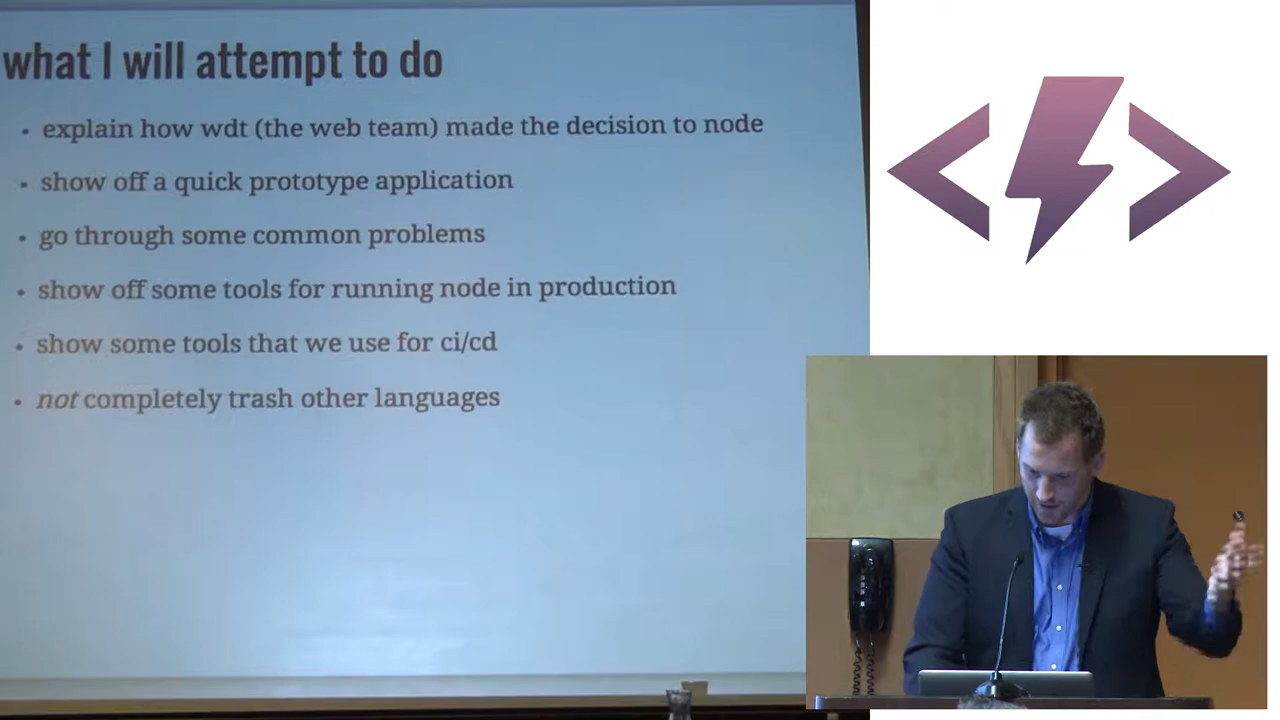 what I will attempt to do
• explain how wdt (the web team) made the decision to node
• show off a quick prototype application
• go through some common problems
• show off some tools for running node in production
• show some tools that we use for ci/cd
• not completely trash other languages